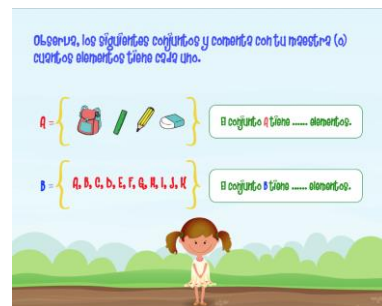 Observa, los siguientes conjuntos y comenta con tu maestra (o)
cuantos elementos tiene cada uno.
A =
El conjunto A tiene ...... elementos.
B = A, B, C, D, E, F, G, H, I, J, K
El conjunto B tiene ...... elementos.